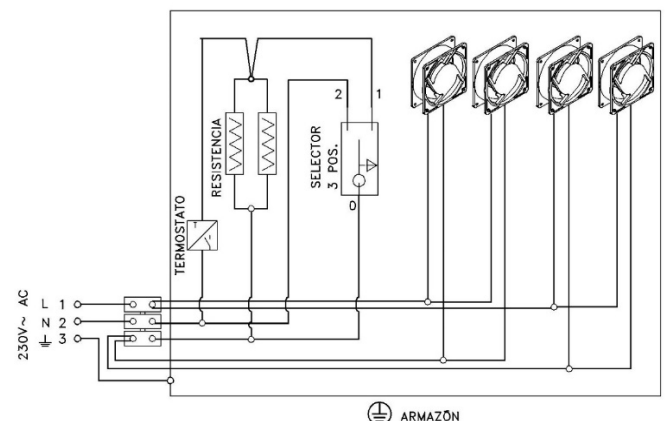 2 1
RESISTENCIA
SELECTOR
3 POS.
0
TERMOSTATO
T
230V~ AC
L 1
N 2
⏚ 3
ARMAZÓN